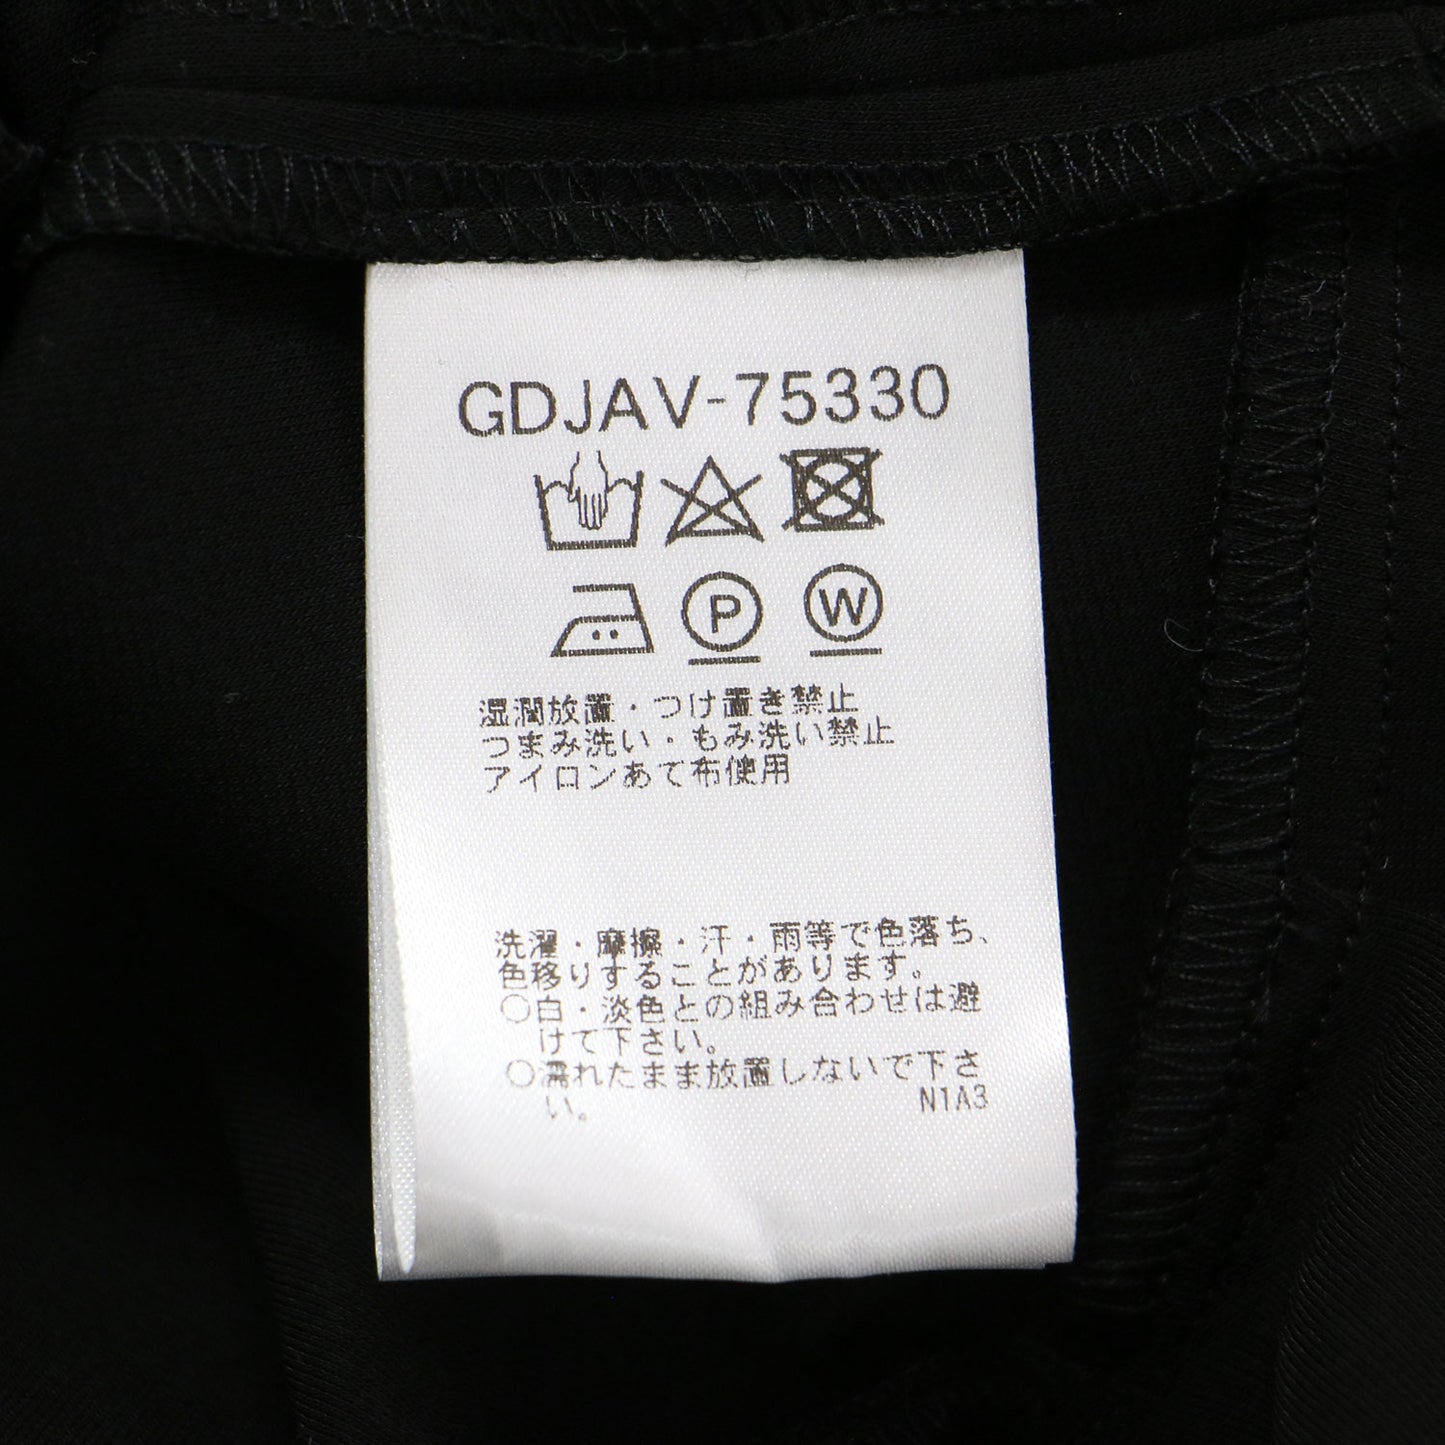 GDJAV-75330
P W
湿潤放置・つけ置き禁止
つまみ洗い・もみ洗い禁止
アイロンあて布使用
洗濯・摩擦・汗・雨等で色落ち、
色移りすることがあります。
○白・淡色との組み合わせは避
けて下さい。
○濡れたまま放置しないで下さ
い。 N1A3